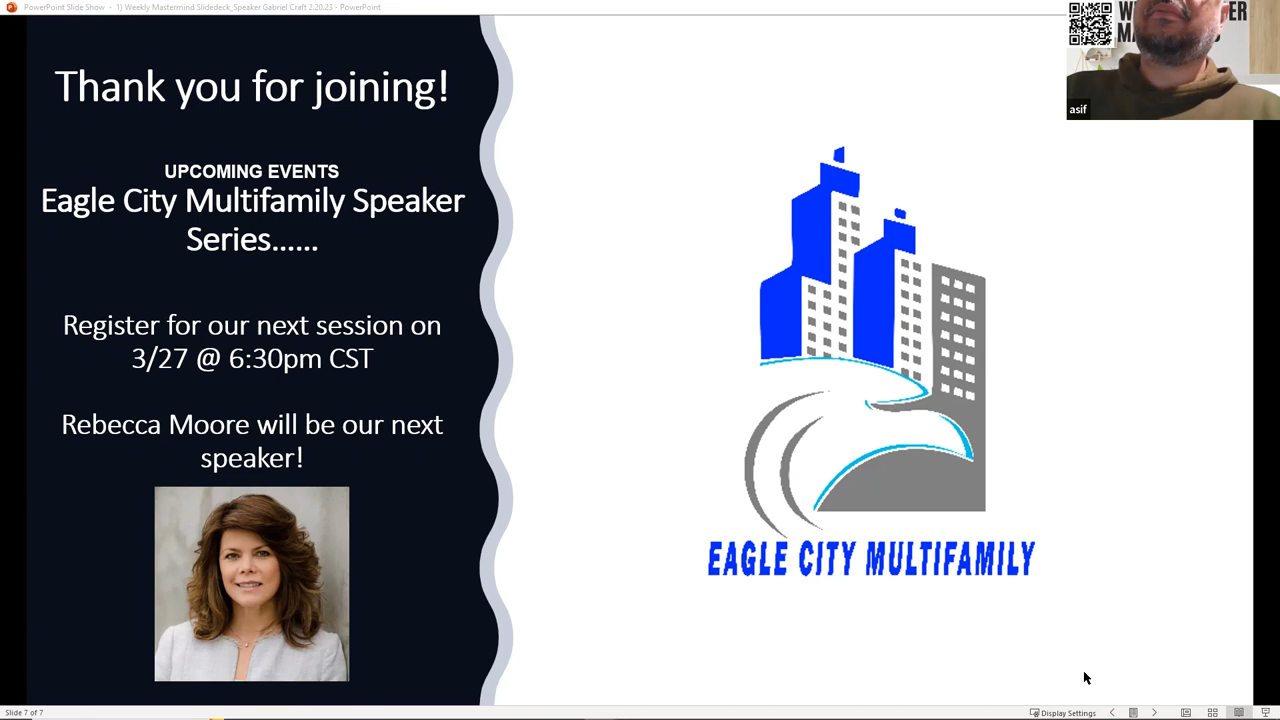 PowerPoint Slide Show - 1) Weekly Mastermind Slidedeck_Speaker Gabriel Craft 2.20.23 - PowerPoint
asif
Thank you for joining!
UPCOMING EVENTS
Eagle City Multifamily Speaker
Series......
Register for our next session on
3/27 @ 6:30pm CST
Rebecca Moore will be our next
speaker!
EAGLE CITY MULTIFAMILY
Slide 7 of 7
Display Settings